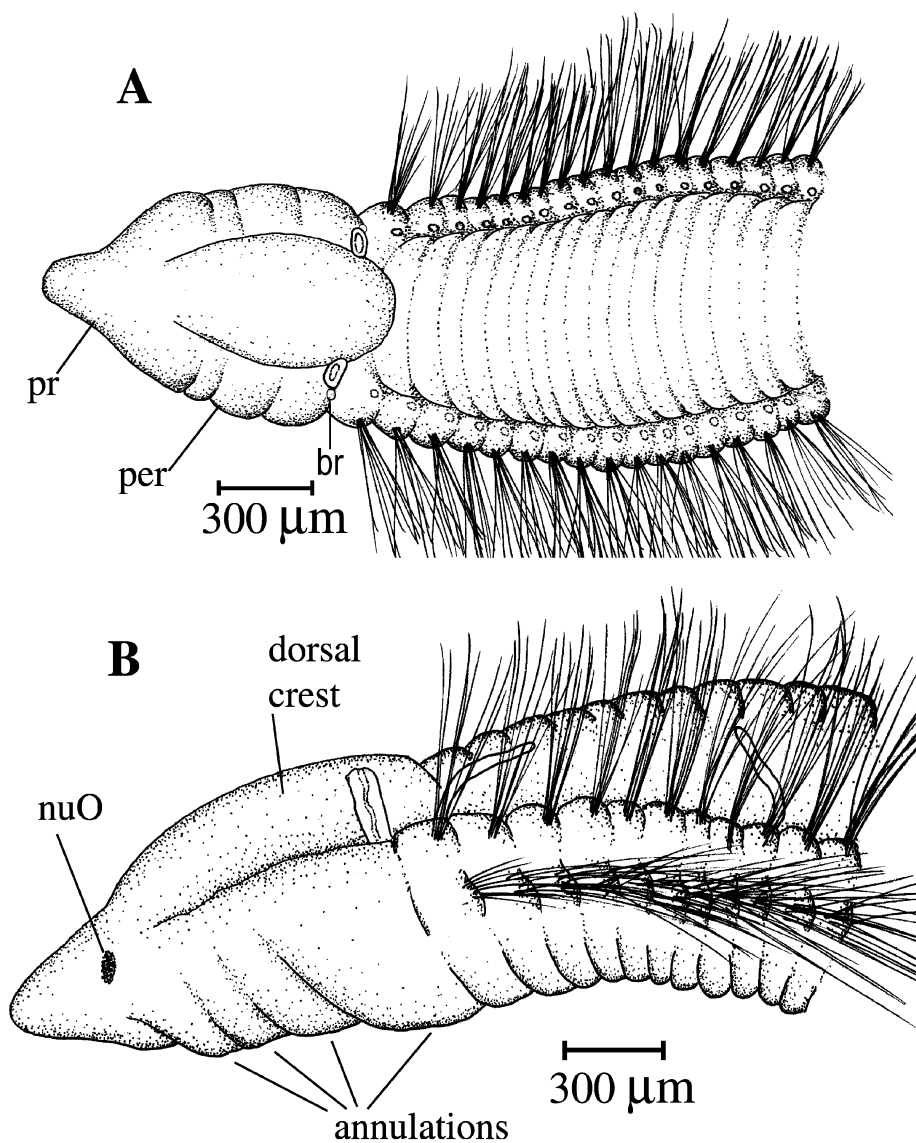 A
pr
per
br
300 μm
B
dorsal
crest
nuO
300 μm
annulations